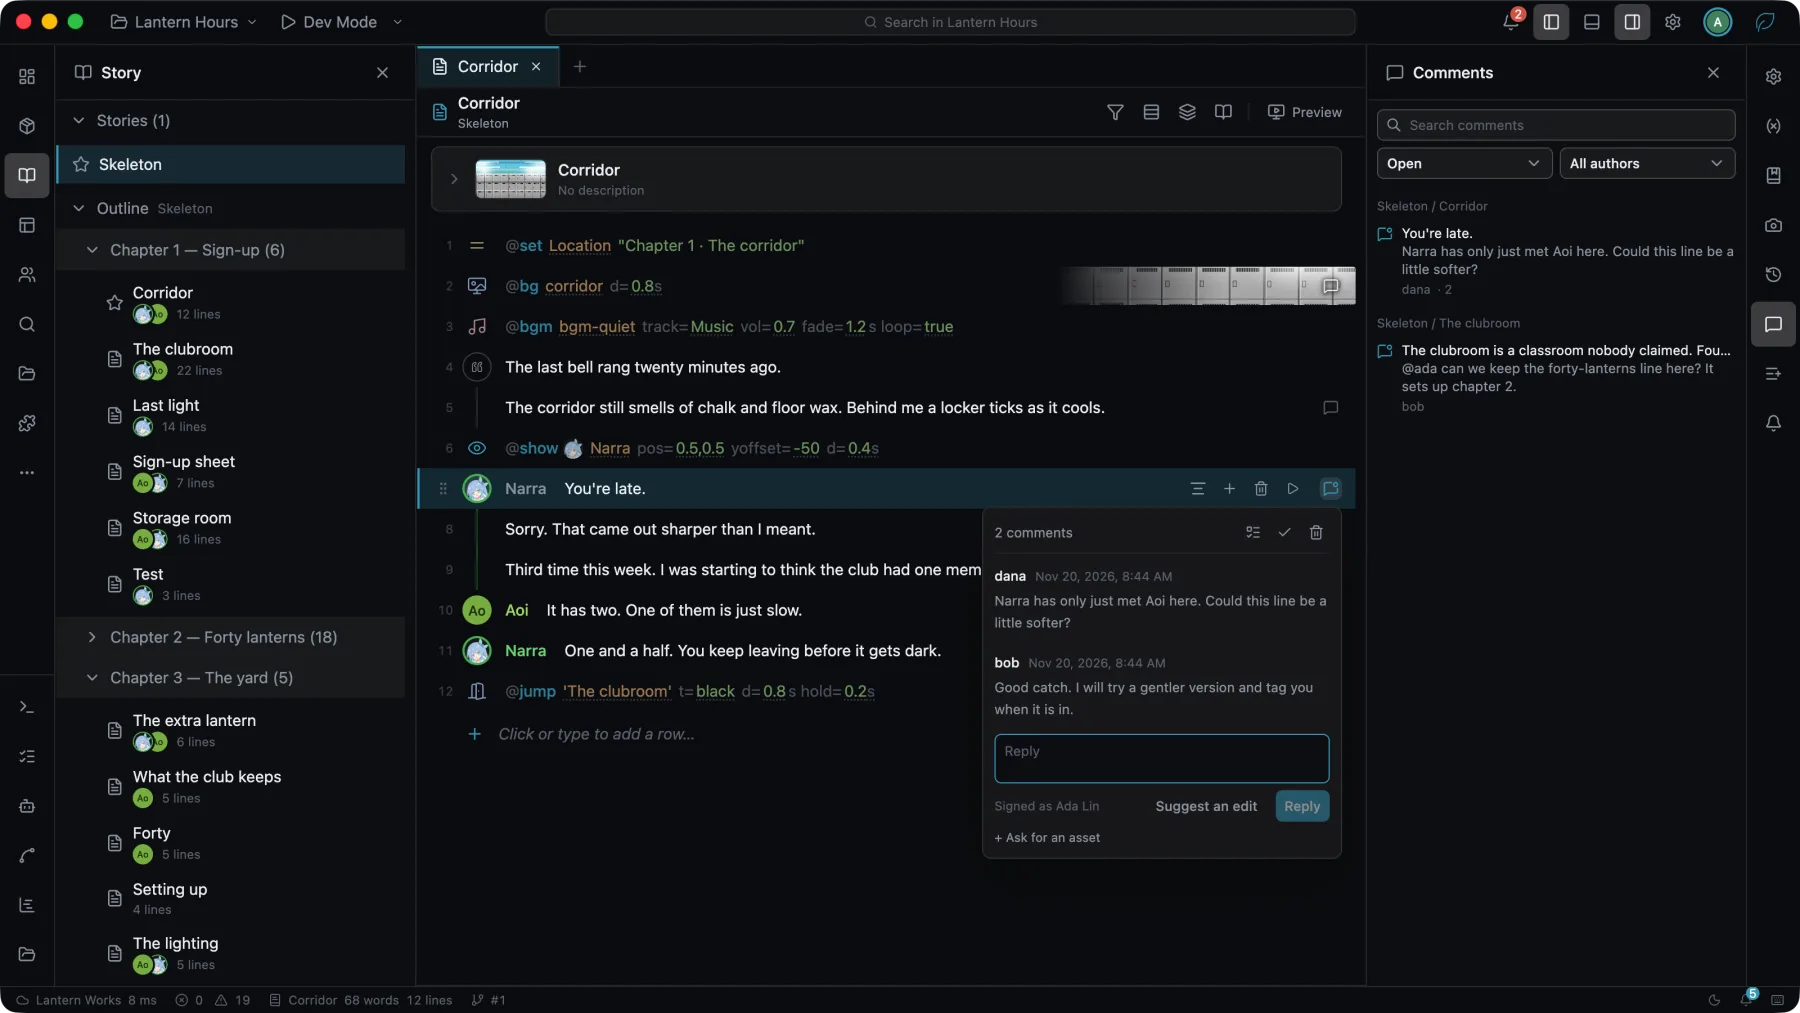 Lantern Hours
Dev Mode
Search in Lantern Hours
2
A
Story
Stories (1)
Skeleton
Outline Skeleton
Chapter 1 — Sign-up (6)
Corridor
Ao 12 lines
The clubroom
Ao 22 lines
Last light
14 lines
Sign-up sheet
Ao 7 lines
Storage room
Ao 16 lines
Test
3 lines
Chapter 2 — Forty lanterns (18)
Chapter 3 — The yard (5)
The extra lantern
Ao 6 lines
What the club keeps
Ao 5 lines
Forty
Ao 5 lines
Setting up
4 lines
The lighting
Ao 5 lines
Corridor
Corridor
Skeleton
Preview
Corridor
No description
1 @set Location "Chapter 1 · The corridor"
2 @bg corridor d=0.8s
3 @bgm bgm-quiet track=Music vol=0.7 fade=1.2s loop=true
4 The last bell rang twenty minutes ago.
5 The corridor still smells of chalk and floor wax. Behind me a locker ticks as it cools.
6 @show Narra pos=0.5,0.5 yoffset=-50 d=0.4s
Narra You're late.
8 Sorry. That came out sharper than I meant.
9 Third time this week. I was starting to think the club had one mem
10 Ao Aoi It has two. One of them is just slow.
11 Narra One and a half. You keep leaving before it gets dark.
12 @jump 'The clubroom' t=black d=0.8s hold=0.2s
Click or type to add a row...
2 comments
dana Nov 20, 2026, 8:44 AM
Narra has only just met Aoi here. Could this line be a
little softer?
bob Nov 20, 2026, 8:44 AM
Good catch. I will try a gentler version and tag you
when it is in.
Reply
Signed as Ada Lin
Suggest an edit
Reply
+ Ask for an asset
Comments
Search comments
Open
All authors
Skeleton / Corridor
You're late.
Narra has only just met Aoi here. Could this line be a
little softer?
dana · 2
Skeleton / The clubroom
The clubroom is a classroom nobody claimed. Fou...
@ada can we keep the forty-lanterns line here? It
sets up chapter 2.
bob
Lantern Works 8 ms
0
19
Corridor 68 words 12 lines
#1
5